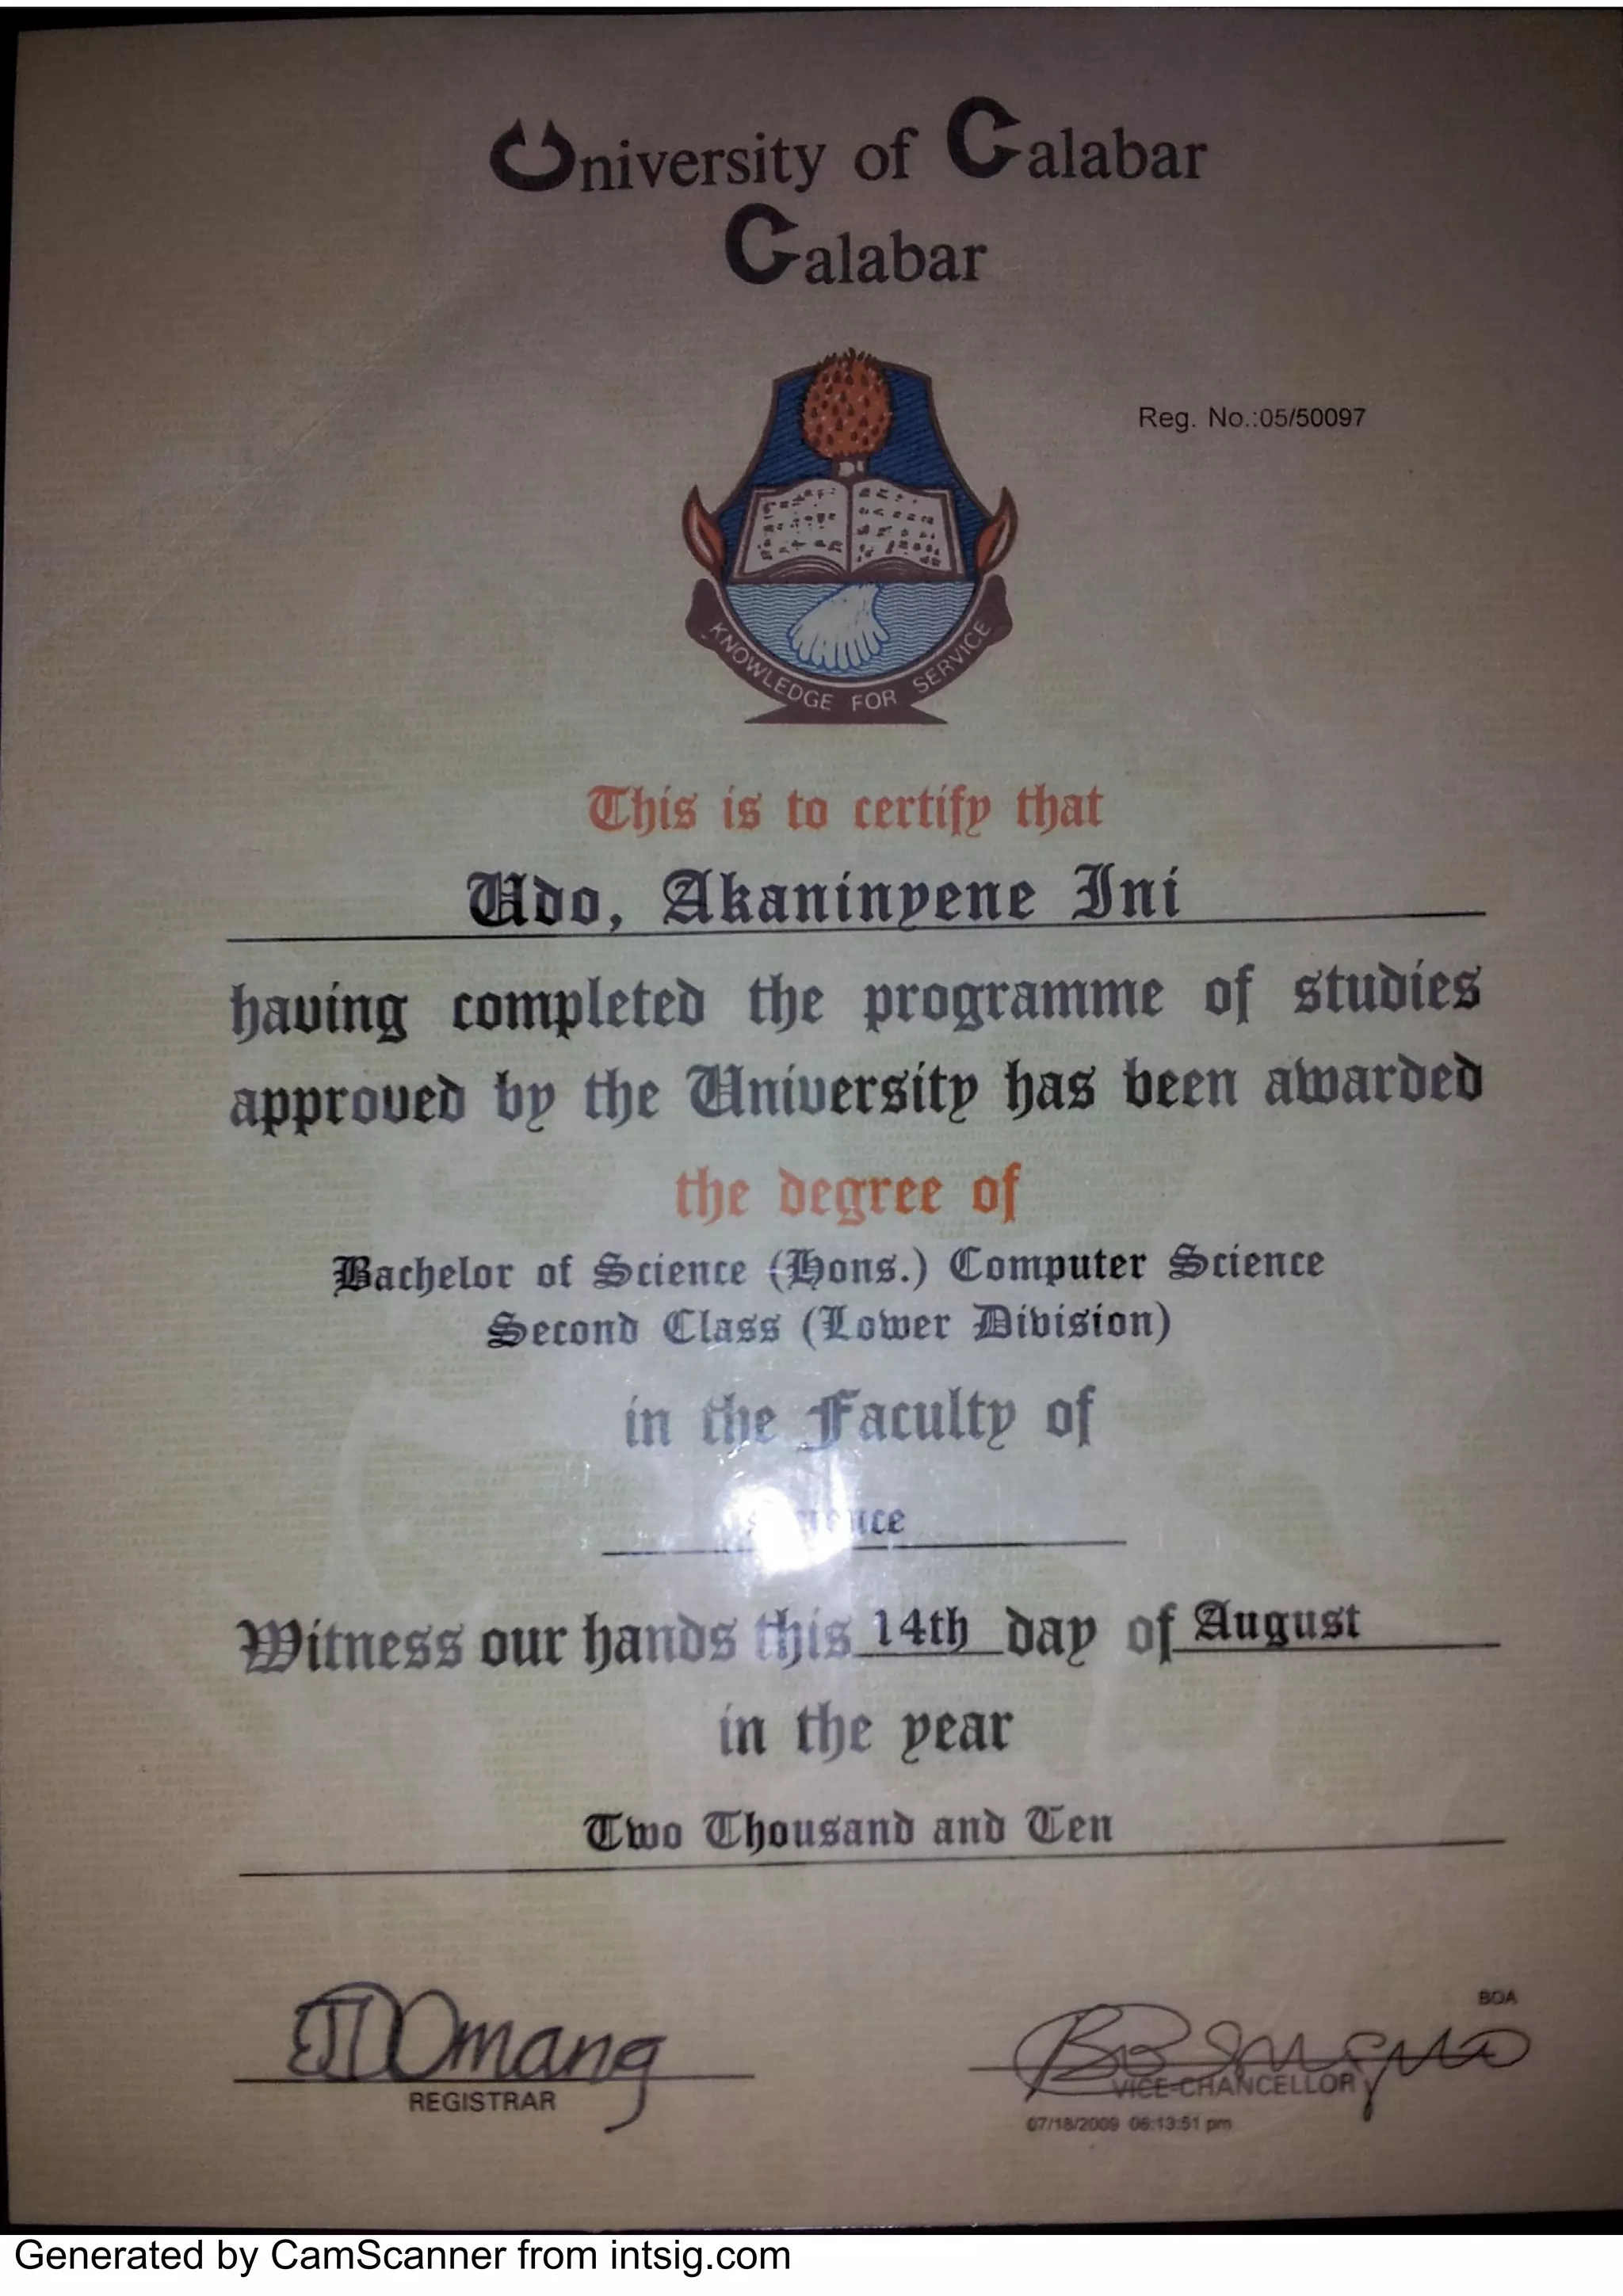 University of Calabar
Calabar
Reg. No.:05/50097
KNOWLEDGE FOR SERVICE
This is to certify that
Udo, Akaninyene Ini
having completed the programme of studies
approved by the University has been awarded
the degree of
Bachelor of Science (Hons.) Computer Science
Second Class (Lower Division)
in the Faculty of
Science
Witness our hands this 14th day of August
in the year
Two Thousand and Ten
Omang
REGISTRAR
BOA
VICE-CHANCELLOR
07/18/2009 06:13:51 pm
Generated by CamScanner from intsig.com